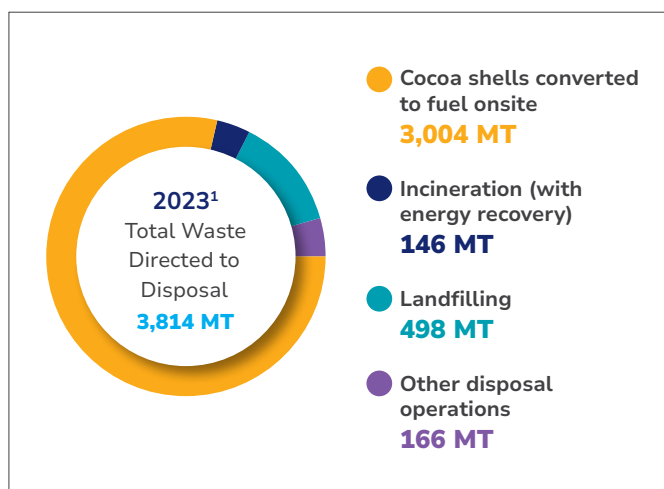 2023¹
Total Waste
Directed to
Disposal
3,814 MT
Cocoa shells converted
to fuel onsite
3,004 MT
Incineration (with
energy recovery)
146 MT
Landfilling
498 MT
Other disposal
operations
166 MT